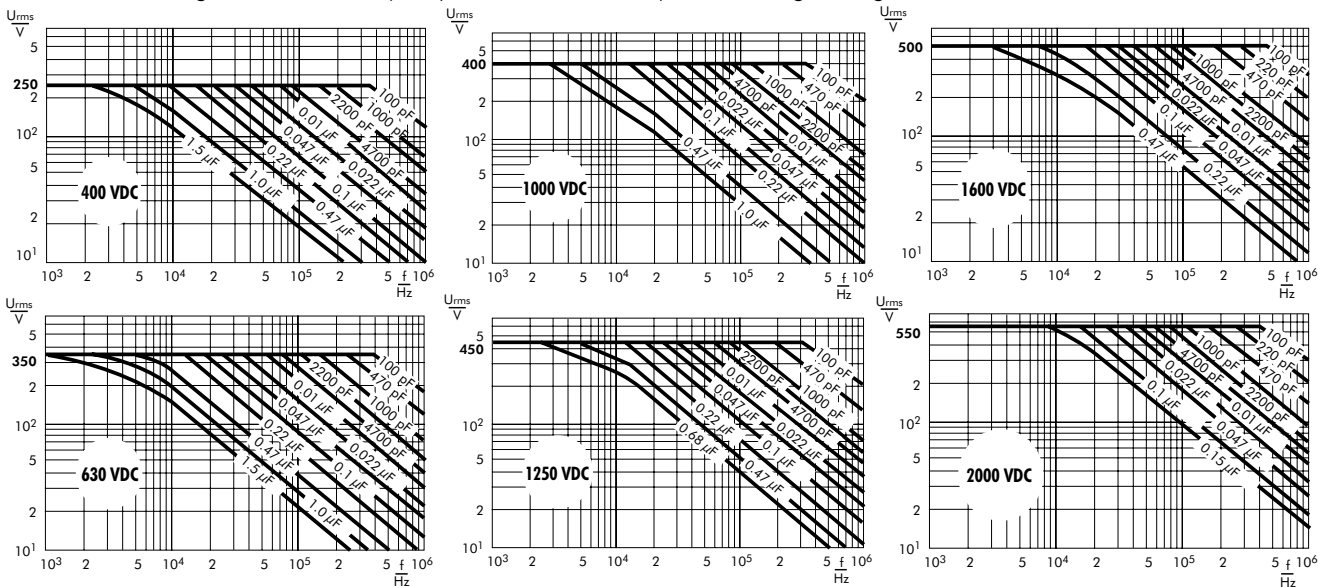 Urms
V
5
250
2
10²
5
2
10¹
400 VDC
100 pF
1000 pF
2200 pF
4700 pF
0.01 µF
0.022 µF
0.047 µF
0.1 µF
0.22 µF
0.47 µF
1.0 µF
1.5 µF
10³ 2 5 10⁴ 2 5 10⁵ 2 f 5 10⁶
Hz
Urms
V
5
400
2
10²
5
2
10¹
1000 VDC
100 pF
470 pF
1000 pF
2200 pF
4700 pF
0.01 µF
0.022 µF
0.047 µF
0.1 µF
0.22 µF
0.47 µF
1.0 µF
10³ 2 5 10⁴ 2 5 10⁵ 2 f 5 10⁶
Hz
Urms
V
500
2
10²
5
2
10¹
1600 VDC
100 pF
220 pF
470 pF
1000 pF
2200 pF
4700 pF
0.01 µF
0.022 µF
0.047 µF
0.1 µF
0.22 µF
0.47 µF
10³ 2 5 10⁴ 2 5 10⁵ 2 f 5 10⁶
Hz
Urms
V
5
350
2
10²
5
2
10¹
630 VDC
100 pF
470 pF
1000 pF
2200 pF
4700 pF
0.01 µF
0.022 µF
0.047 µF
0.1 µF
0.22 µF
0.47 µF
1.0 µF
1.5 µF
10³ 2 5 10⁴ 2 5 10⁵ 2 f 5 10⁶
Hz
Urms
V
5
450
2
10²
5
2
10¹
1250 VDC
100 pF
470 pF
1000 pF
2200 pF
4700 pF
0.01 µF
0.022 µF
0.047 µF
0.1 µF
0.22 µF
0.47 µF
0.68 µF
10³ 2 5 10⁴ 2 5 10⁵ 2 f 5 10⁶
Hz
Urms
V
550
2
10²
5
2
10¹
2000 VDC
100 pF
220 pF
470 pF
1000 pF
2200 pF
4700 pF
0.01 µF
0.022 µF
0.047 µF
0.1 µF
0.15 µF
10³ 2 5 10⁴ 2 5 10⁵ 2 f 5 10⁶
Hz